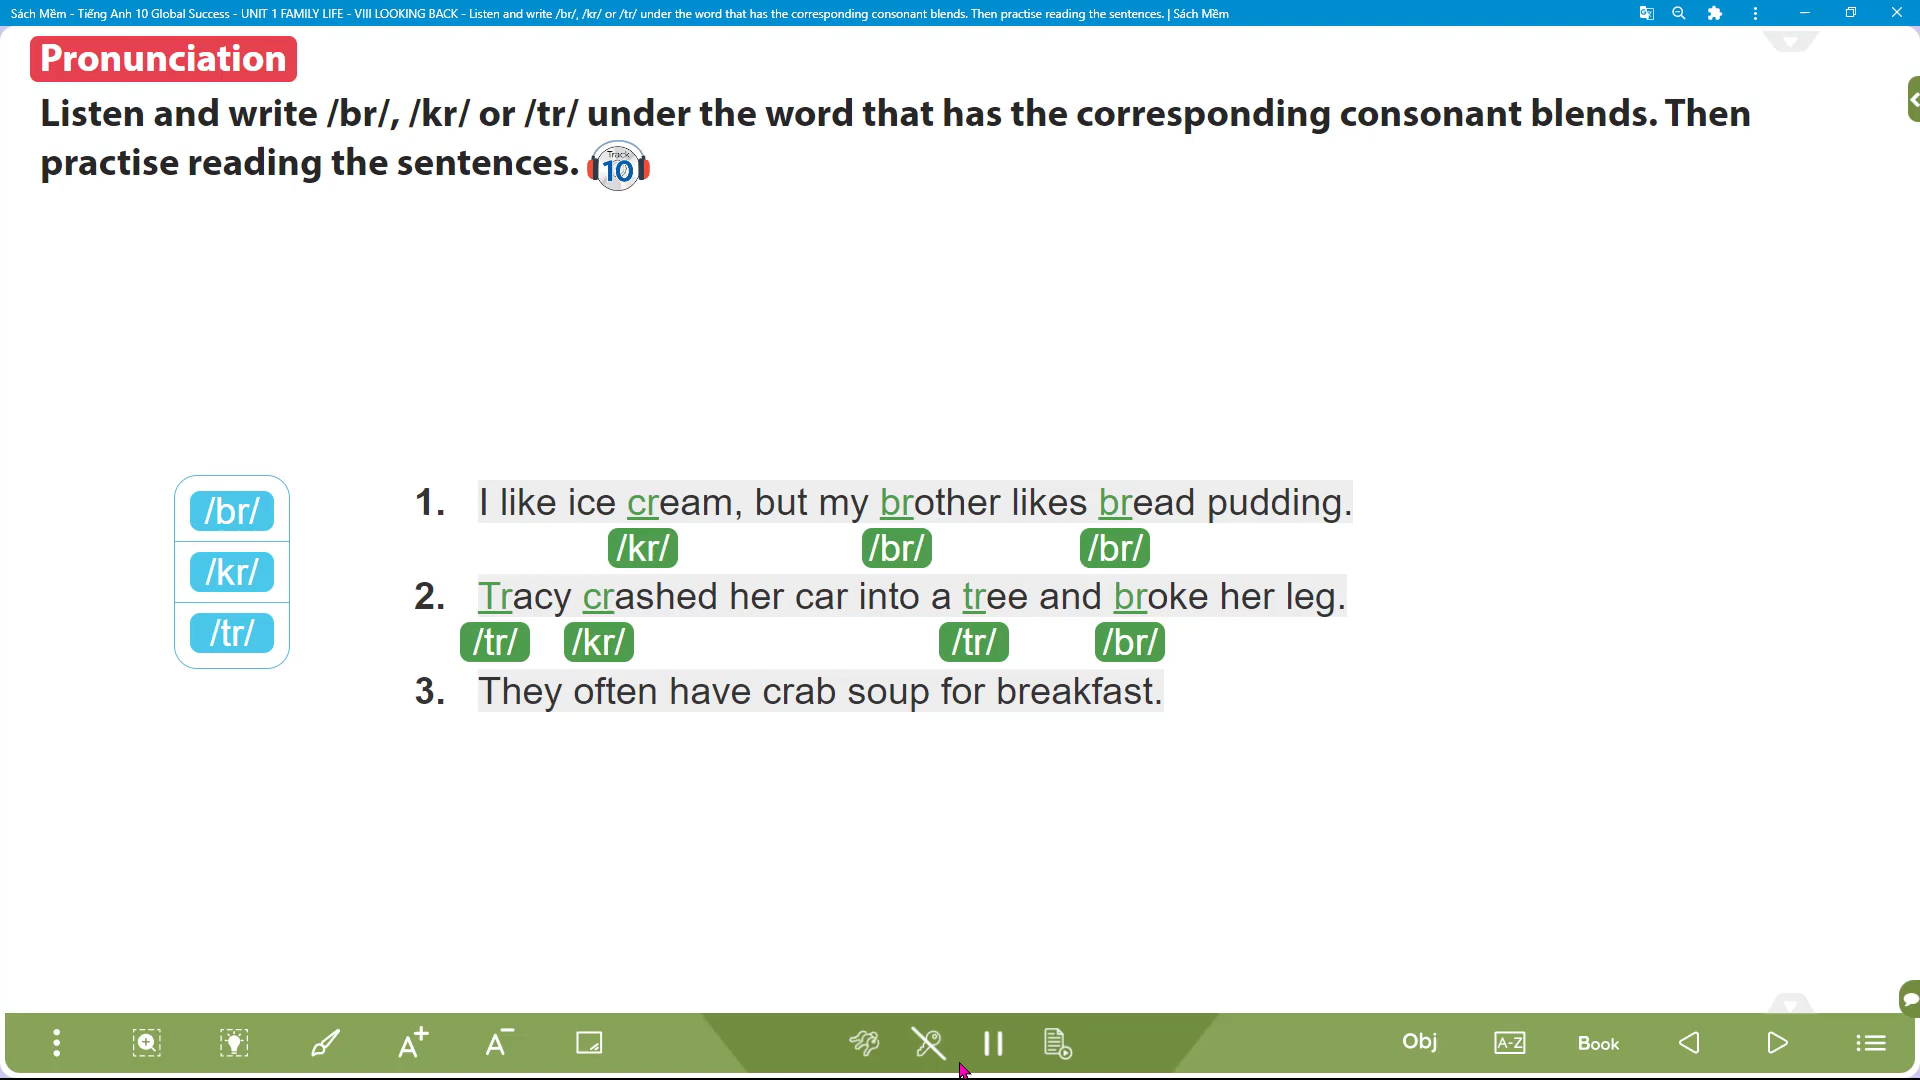 Sách Mềm - Tiếng Anh 10 Global Success - UNIT 1 FAMILY LIFE - VIII LOOKING BACK - Listen and write /br/, /kr/ or /tr/ under the word that has the corresponding consonant blends. Then practise reading the sentences. | Sách Mềm
Pronunciation
Listen and write /br/, /kr/ or /tr/ under the word that has the corresponding consonant blends. Then
practise reading the sentences. Track 10
/br/
/kr/
/tr/
1. I like ice cream, but my brother likes bread pudding.
/kr/ /br/ /br/
2. Tracy crashed her car into a tree and broke her leg.
/tr/ /kr/ /tr/ /br/
3. They often have crab soup for breakfast.
A+ A- Obj A-Z Book